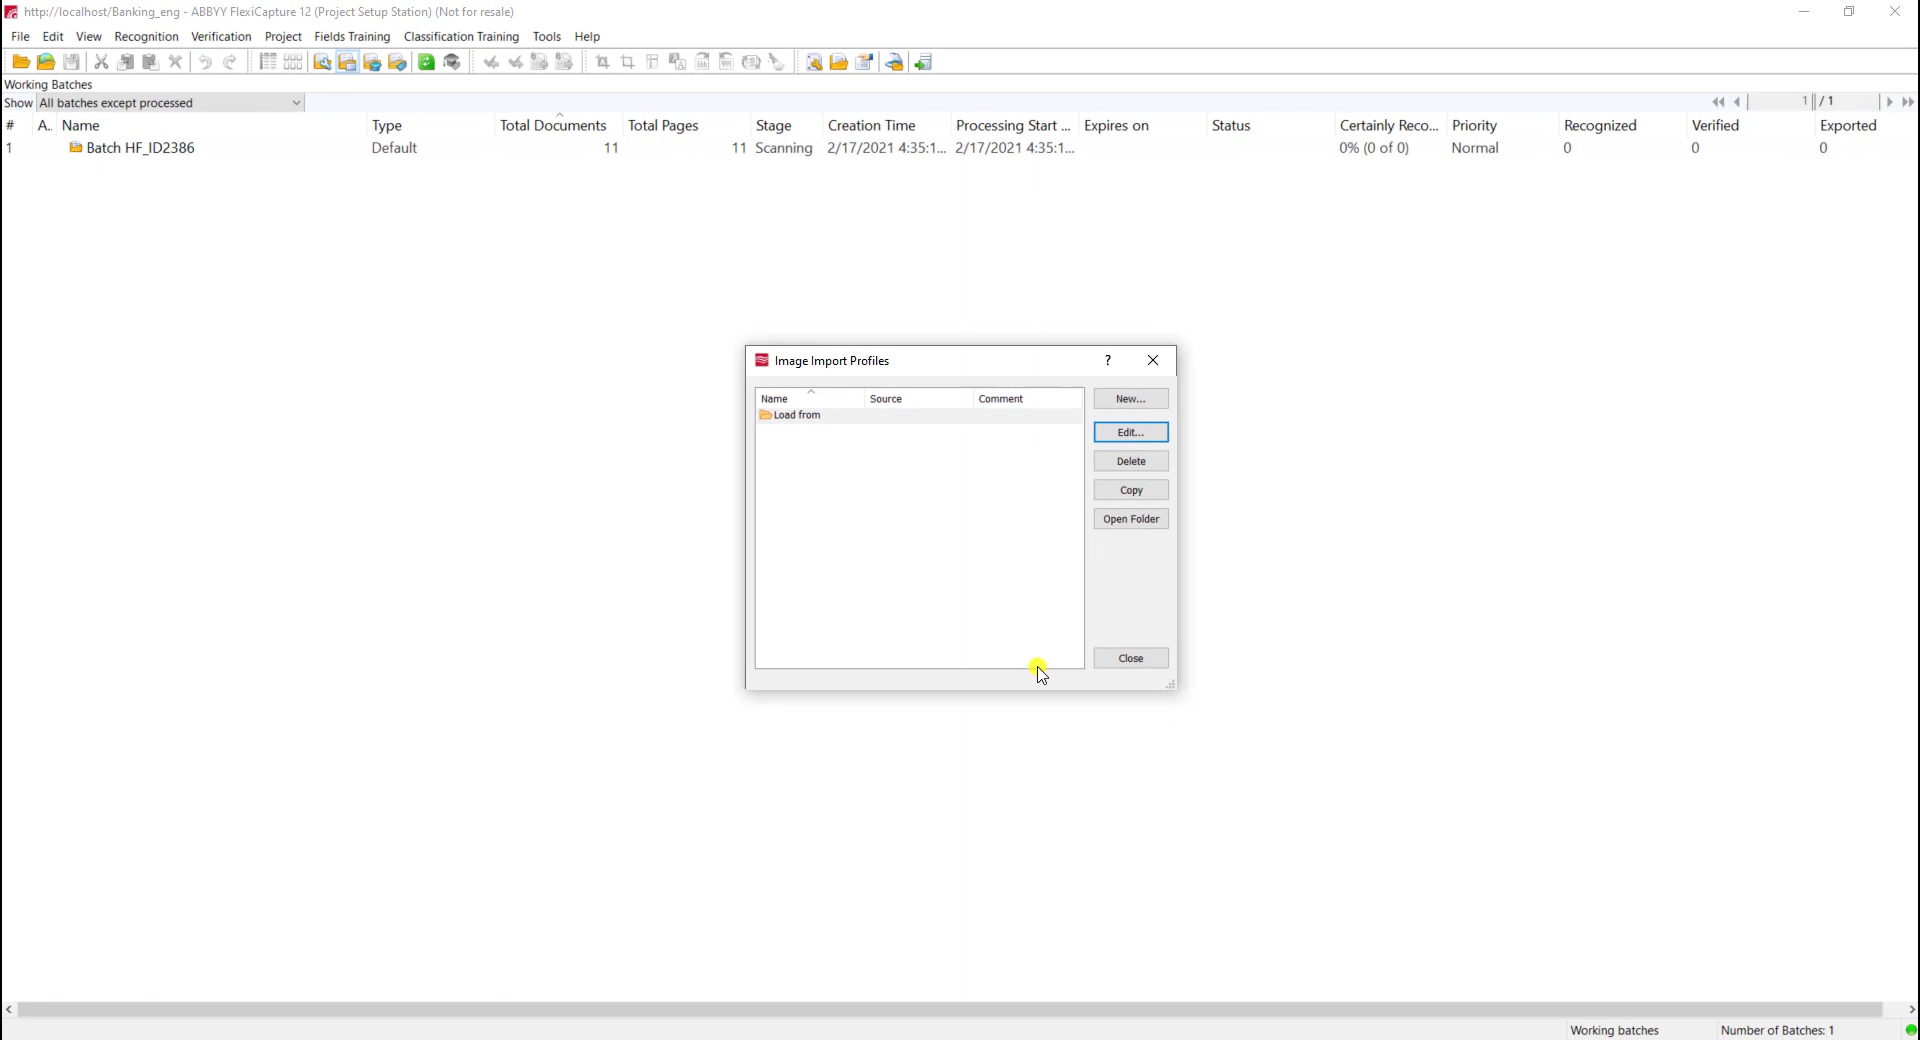 http://localhost/Banking_eng - ABBYY FlexiCapture 12 (Project Setup Station) (Not for resale)
File Edit View Recognition Verification Project Fields Training Classification Training Tools Help
Working Batches
Show All batches except processed 1 / 1
# A.. Name Type Total Documents Total Pages Stage Creation Time Processing Start ... Expires on Status Certainly Reco... Priority Recognized Verified Exported
1 Batch HF_ID2386 Default 11 11 Scanning 2/17/2021 4:35:1... 2/17/2021 4:35:1... 0% (0 of 0) Normal 0 0 0
Image Import Profiles ?
Name Source Comment New...
Load from
Edit...
Delete
Copy
Open Folder
Close
Working batches Number of Batches: 1